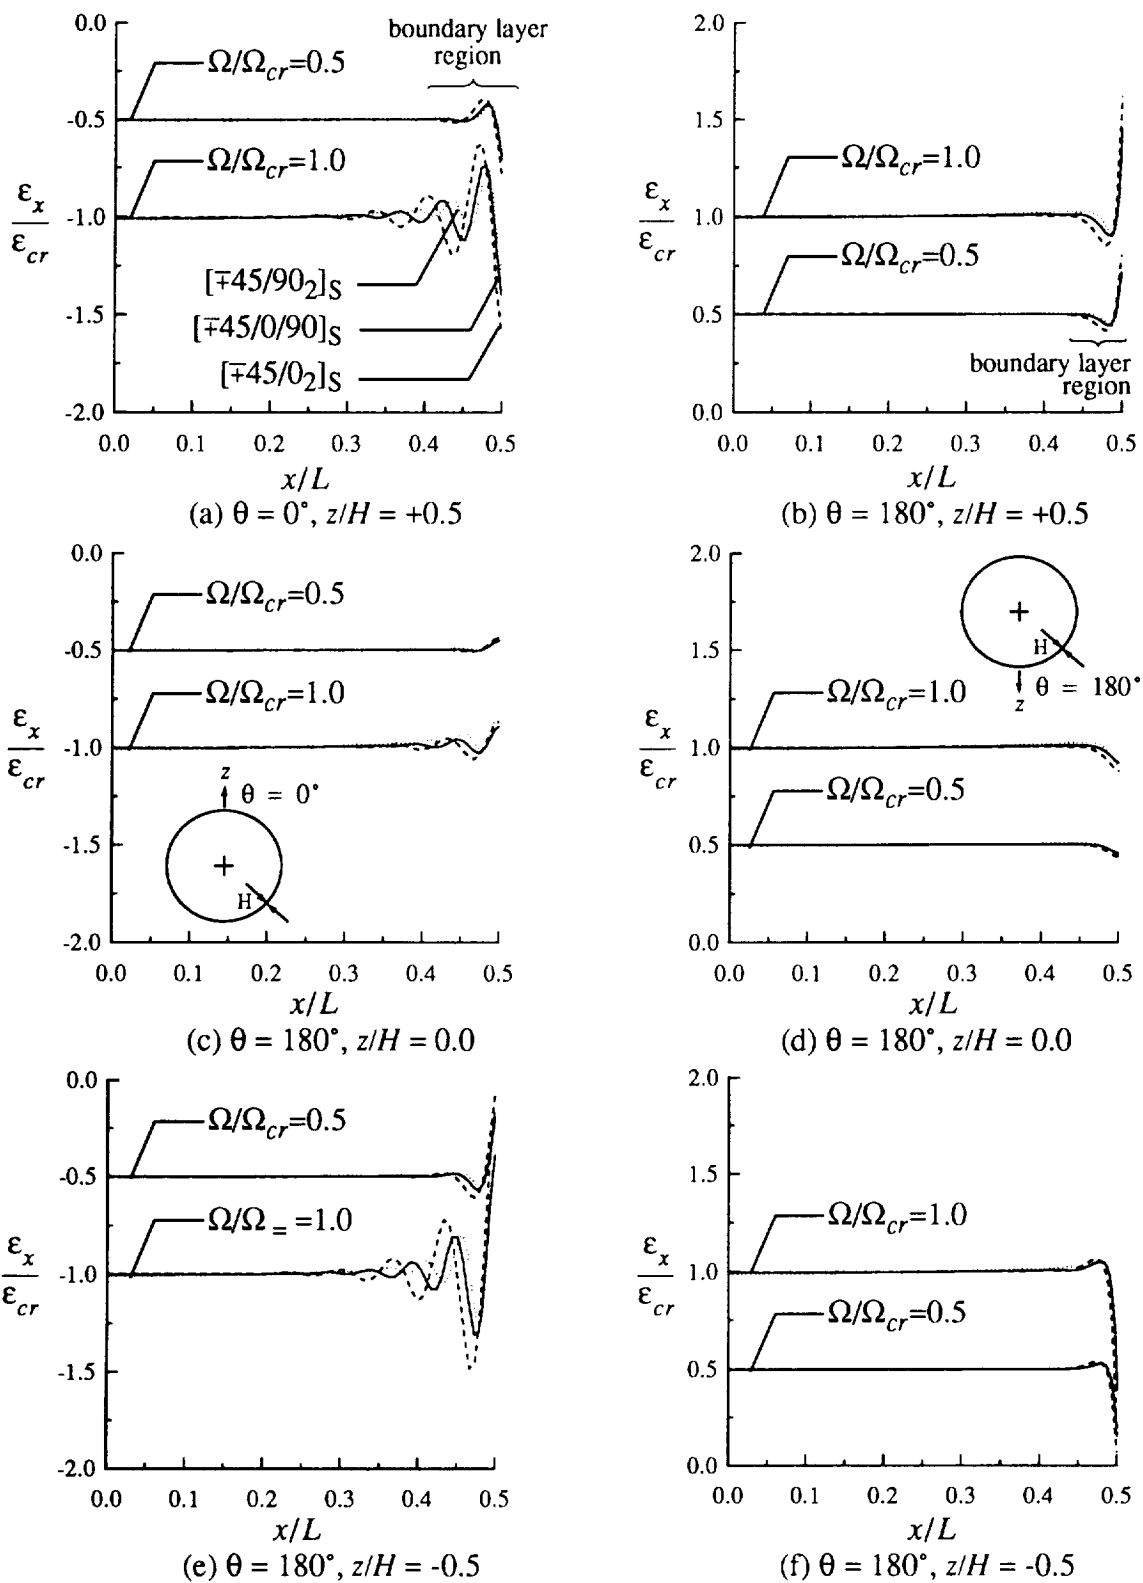 0.0
-0.5
-1.0
-1.5
-2.0
εx
εcr
boundary layer
region
Ω/Ωcr=0.5
Ω/Ωcr=1.0
[∓45/90₂]S
[∓45/0/90]S
[∓45/0₂]S
0.0 0.1 0.2 0.3 0.4 0.5
x/L
(a) θ = 0°, z/H = +0.5
2.0
1.5
1.0
0.5
0.0
εx
εcr
Ω/Ωcr=1.0
Ω/Ωcr=0.5
boundary layer
region
0.0 0.1 0.2 0.3 0.4 0.5
x/L
(b) θ = 180°, z/H = +0.5
0.0
-0.5
-1.0
-1.5
-2.0
εx
εcr
Ω/Ωcr=0.5
Ω/Ωcr=1.0
z
θ = 0°
H
0.0 0.1 0.2 0.3 0.4 0.5
x/L
(c) θ = 180°, z/H = 0.0
2.0
1.5
1.0
0.5
0.0
εx
εcr
H
z
θ = 180°
Ω/Ωcr=1.0
Ω/Ωcr=0.5
0.0 0.1 0.2 0.3 0.4 0.5
x/L
(d) θ = 180°, z/H = 0.0
0.0
-0.5
-1.0
-1.5
-2.0
εx
εcr
Ω/Ωcr=0.5
Ω/Ω= =1.0
0.0 0.1 0.2 0.3 0.4 0.5
x/L
(e) θ = 180°, z/H = -0.5
2.0
1.5
1.0
0.5
0.0
εx
εcr
Ω/Ωcr=1.0
Ω/Ωcr=0.5
0.0 0.1 0.2 0.3 0.4 0.5
x/L
(f) θ = 180°, z/H = -0.5